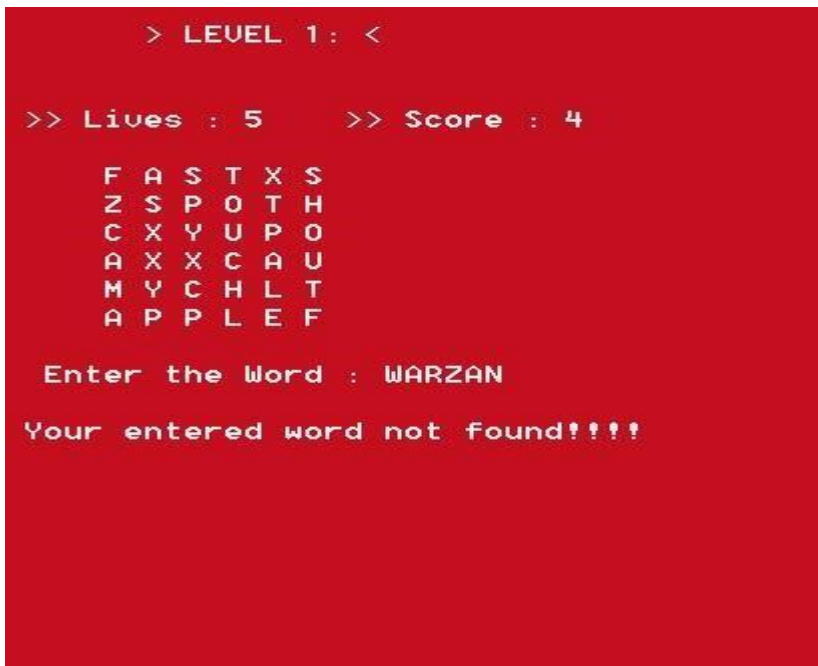 > LEVEL 1: <
>> Lives : 5 >> Score : 4
F A S T X S
Z S P O T H
C X Y U P O
A X X C A U
M Y C H L T
A P P L E F
Enter the Word : WARZAN
Your entered word not found!!!!